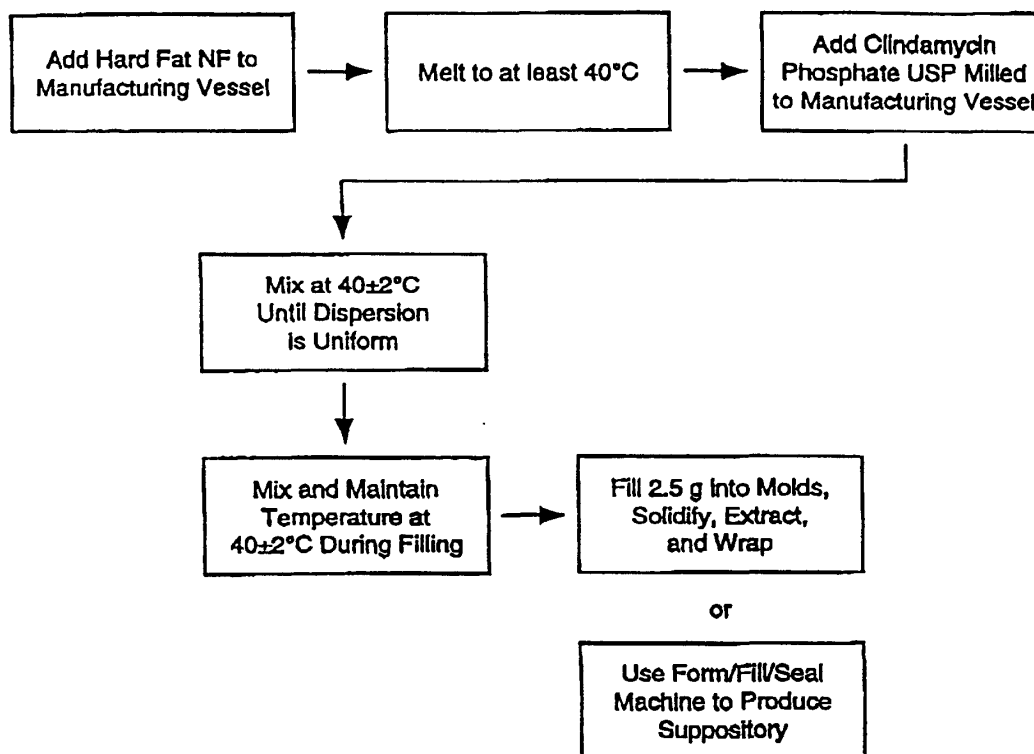 Add Hard Fat NF to
Manufacturing Vessel
Melt to at least 40°C
Add Clindamycin
Phosphate USP Milled
to Manufacturing Vessel
Mix at 40±2°C
Until Dispersion
is Uniform
Mix and Maintain
Temperature at
40±2°C During Filling
Fill 2.5 g into Molds,
Solidify, Extract,
and Wrap
or
Use Form/Fill/Seal
Machine to Produce
Suppository